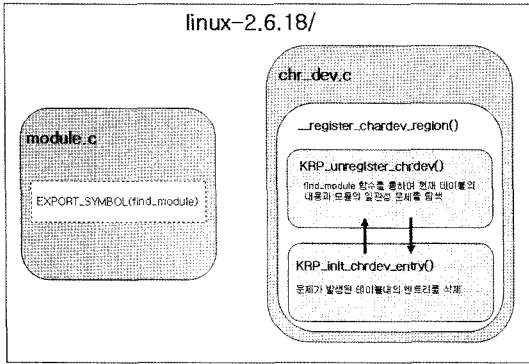 linux-2.6.18/
module.c
EXPORT_SYMBOL(find_module)
chr_dev.c
__register_chardev_region()
KRP_unregister_chrdev()
find_module 함수를 통하여 현재 테이블의
내용과 모듈의 일관성 문제를 탐색
KRP_init_chrdev_entry()
문제가 발생된 테이블내의 엔트리를 삭제